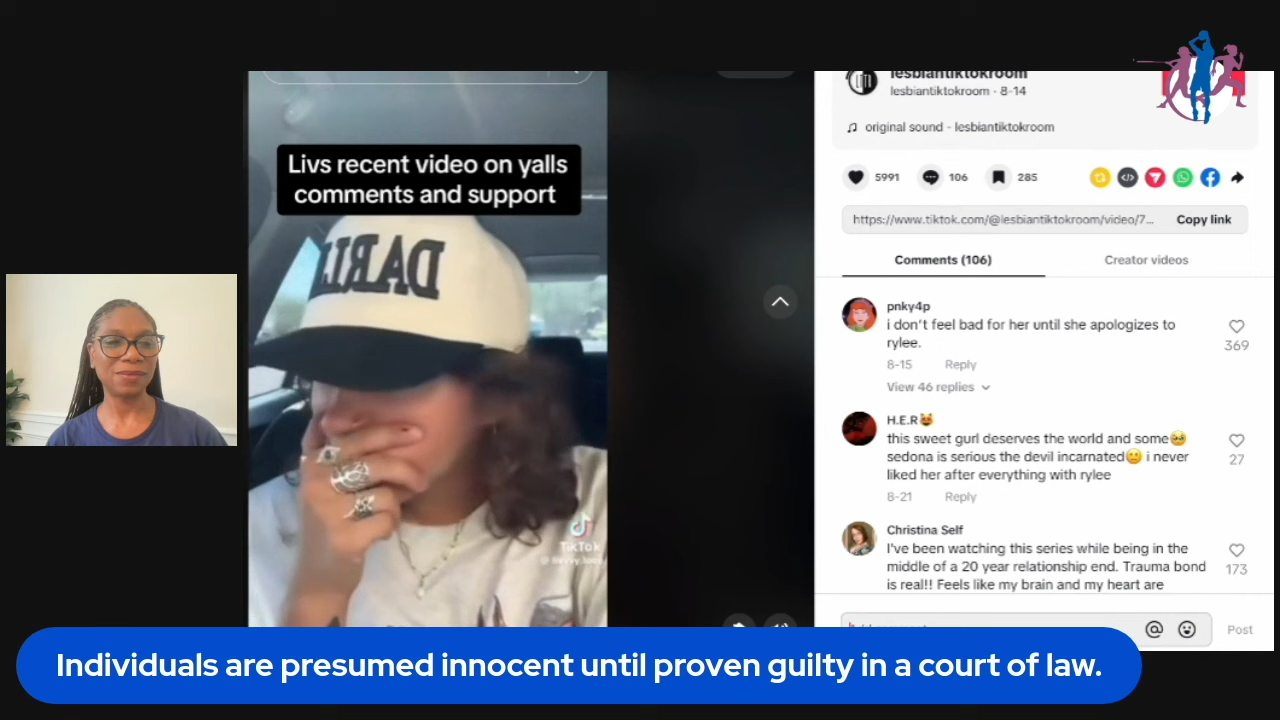 Livs recent video on yalls
comments and support
DARL
TikTok
lesbiantiktokroom
lesbiantiktokroom · 8-14
original sound - lesbiantiktokroom
5991
106
285
https://www.tiktok.com/@lesbiantiktokroom/video/7...
Copy link
Comments (106)
Creator videos
pnky4p
i don't feel bad for her until she apologizes to
rylee.
369
8-15 Reply
View 46 replies
H.E.R😻
this sweet gurl deserves the world and some🥹
sedona is serious the devil incarnated😐 i never
liked her after everything with rylee
27
8-21 Reply
Christina Self
I've been watching this series while being in the
middle of a 20 year relationship end. Trauma bond
is real!! Feels like my brain and my heart are
173
@
Post
Individuals are presumed innocent until proven guilty in a court of law.